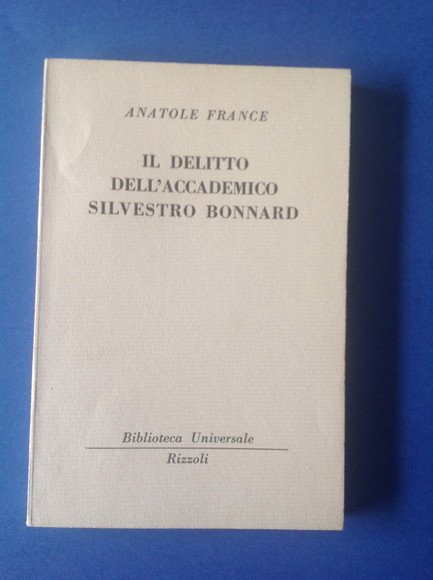 ANATOLE FRANCE
IL DELITTO
DELL'ACCADEMICO
SILVESTRO BONNARD
Biblioteca Universale
Rizzoli